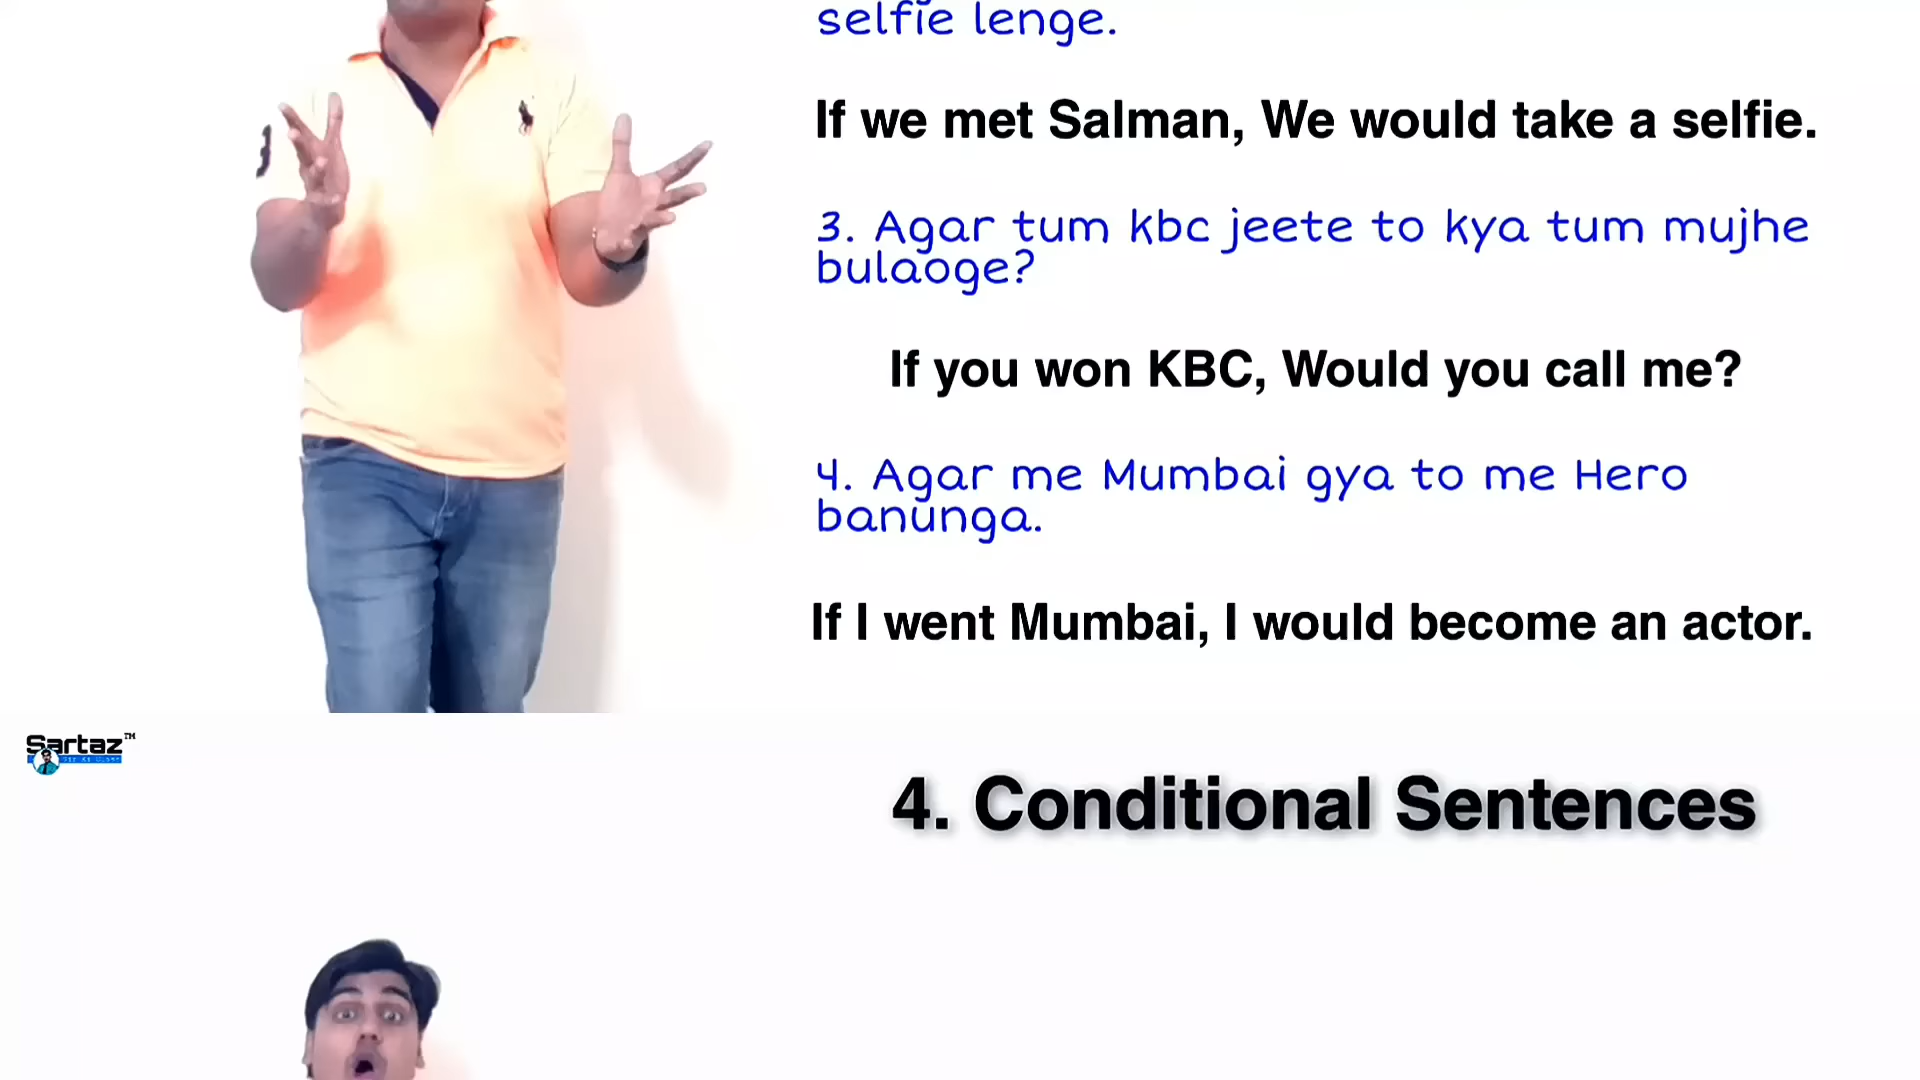 selfie lenge.
If we met Salman, We would take a selfie.
3. Agar tum kbc jeete to kya tum mujhe
bulaoge?
If you won KBC, Would you call me?
4. Agar me Mumbai gya to me Hero
banunga.
If I went Mumbai, I would become an actor.
Sartaz™
4. Conditional Sentences